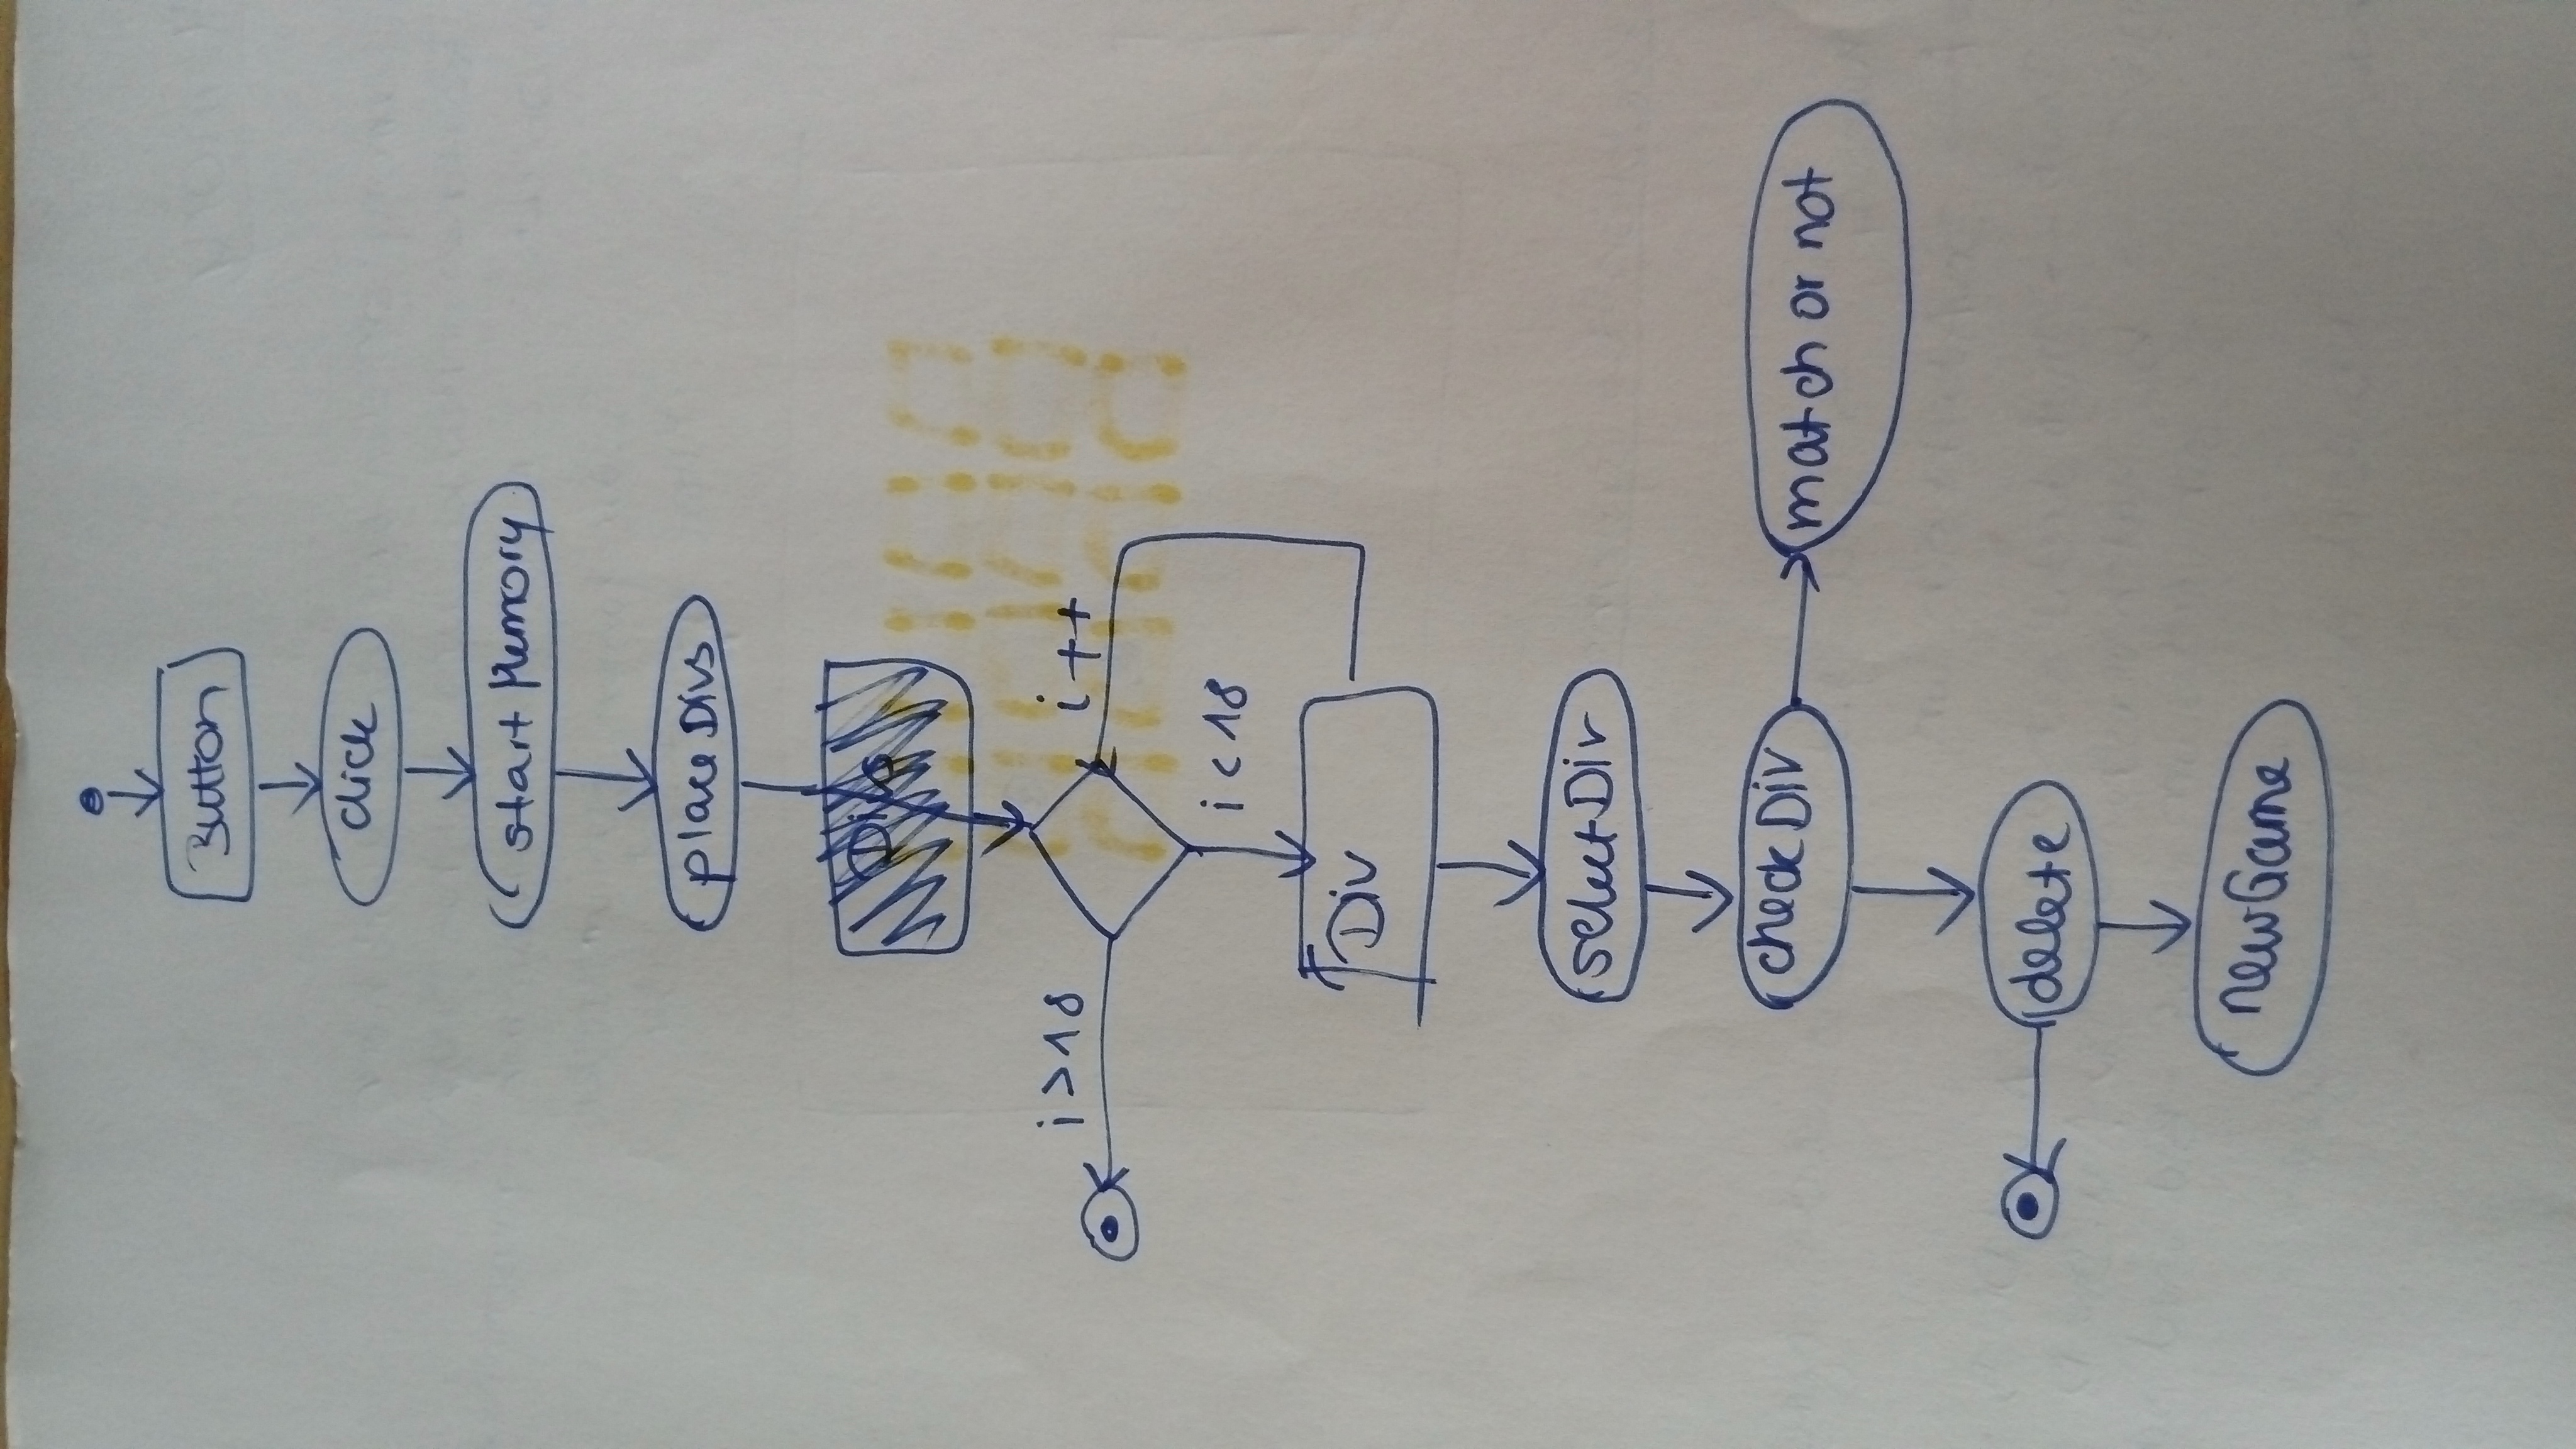 Button
click
start Memory
place Divs
i > 18
i ++
i < 18
Div
selectDiv
checkDiv
match or not
delete
newGame